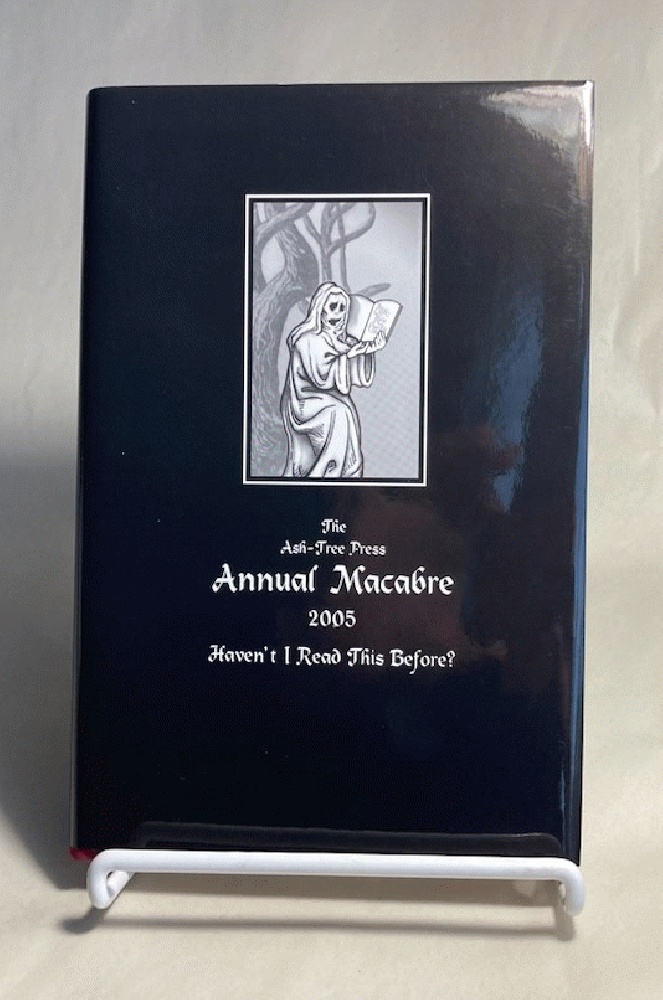 The
Ash-Tree Press
Annual Macabre
2005
Haven't I Read This Before?